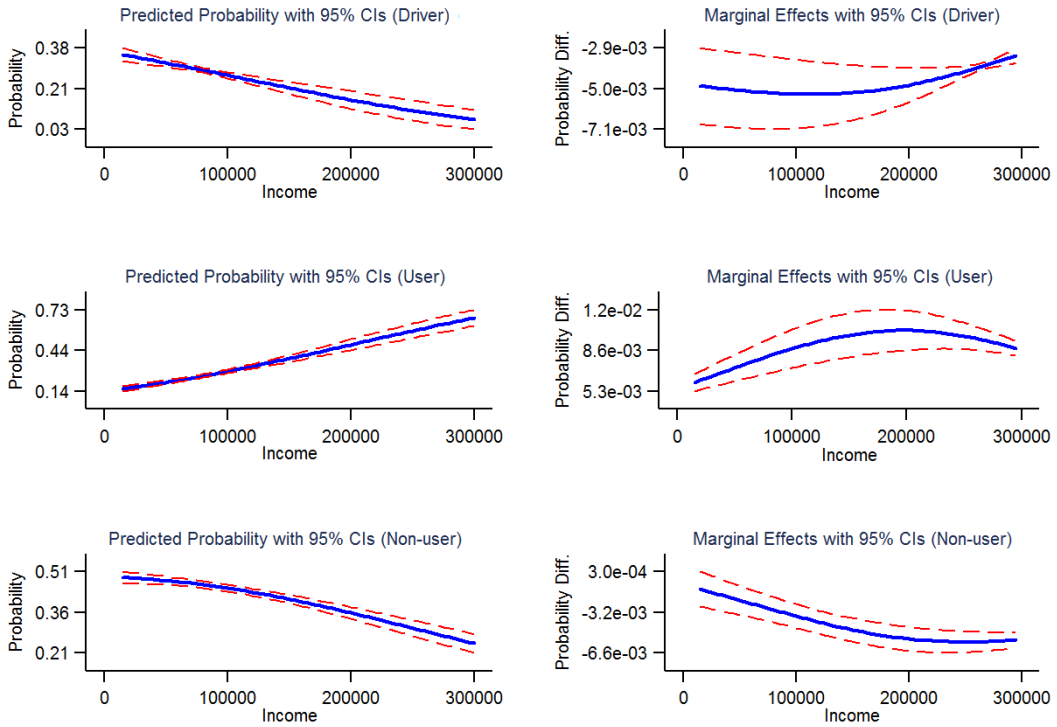 Predicted Probability with 95% CIs (Driver)
Probability
0.38
0.21
0.03
0 100000 200000 300000
Income
Marginal Effects with 95% CIs (Driver)
Probability Diff.
-2.9e-03
-5.0e-03
-7.1e-03
0 100000 200000 300000
Income
Predicted Probability with 95% CIs (User)
Probability
0.73
0.44
0.14
0 100000 200000 300000
Income
Marginal Effects with 95% CIs (User)
Probability Diff.
1.2e-02
8.6e-03
5.3e-03
0 100000 200000 300000
Income
Predicted Probability with 95% CIs (Non-user)
Probability
0.51
0.36
0.21
0 100000 200000 300000
Income
Marginal Effects with 95% CIs (Non-user)
Probability Diff.
3.0e-04
-3.2e-03
-6.6e-03
0 100000 200000 300000
Income